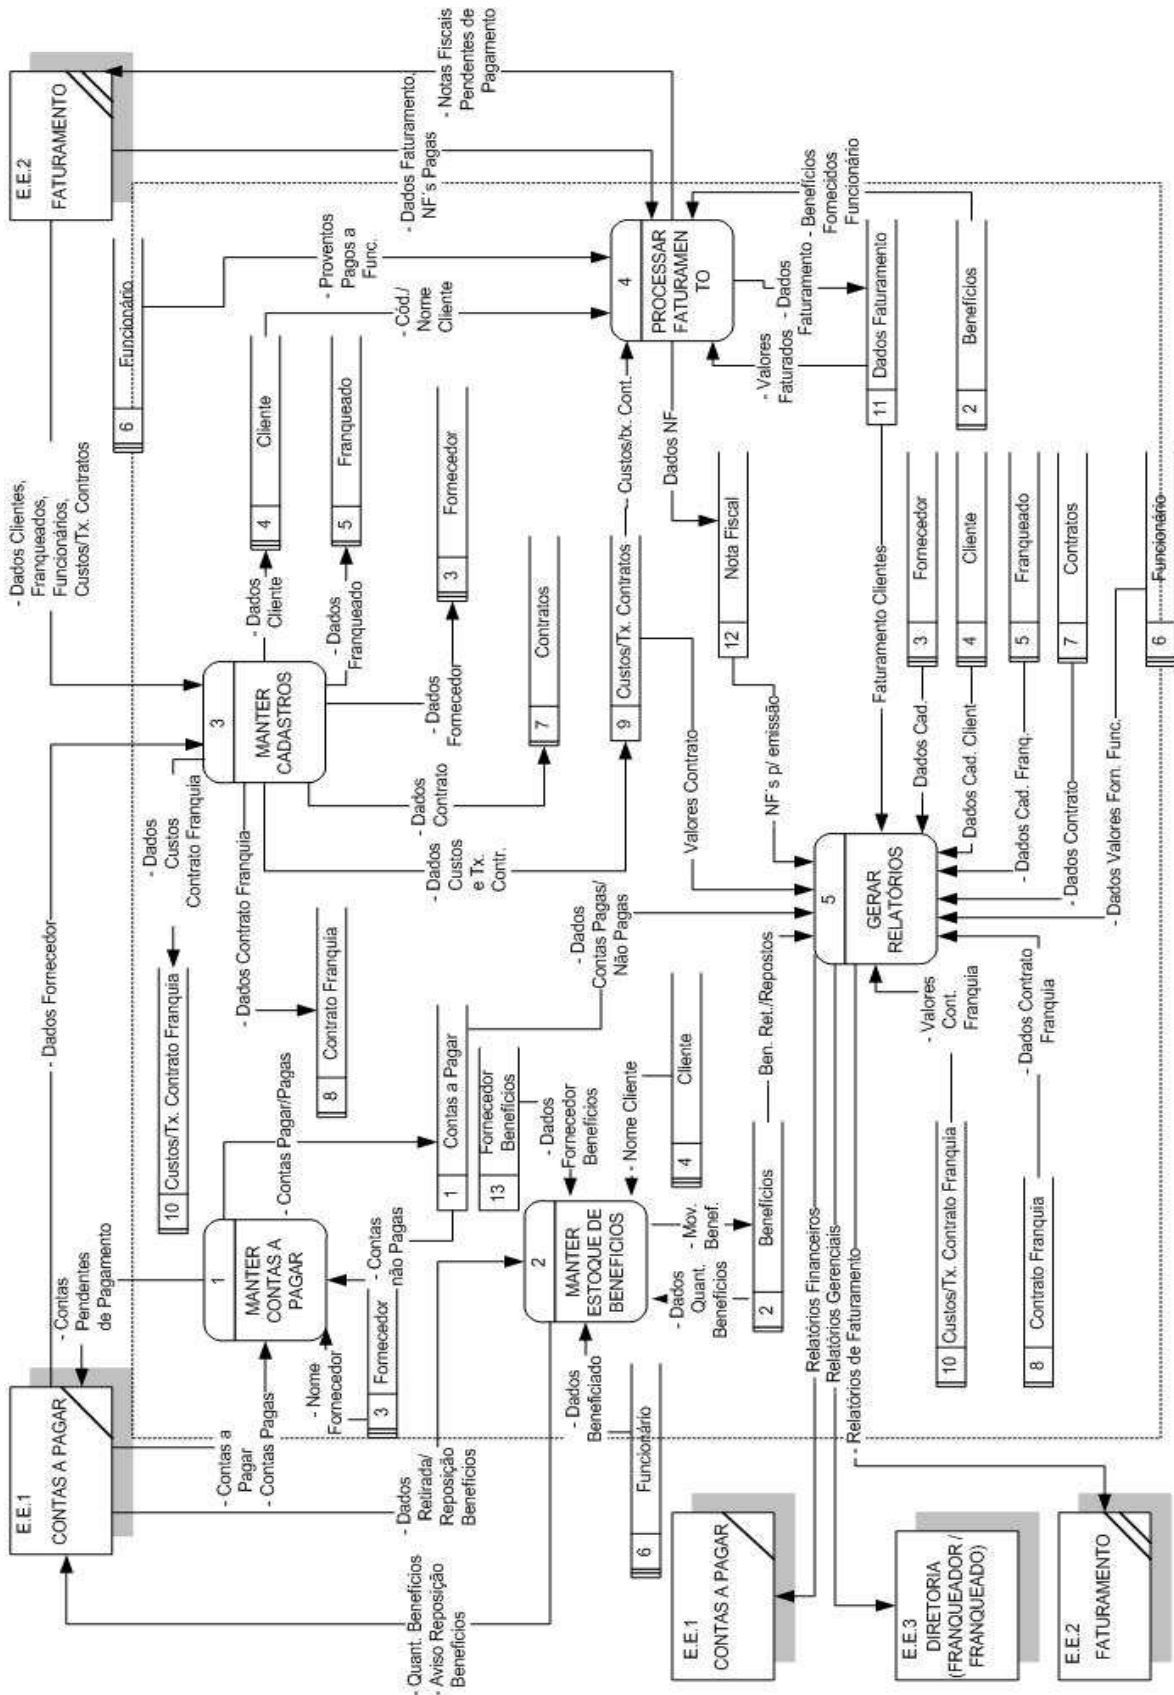 E.E.1
CONTAS A PAGAR
- Contas
Pendentes
de Pagamento
- Dados Fornecedor
- Dados Clientes,
Franqueados,
Funcionários,
Custos/Tx. Contratos
E.E.2
FATURAMENTO
- Contas a
Pagar
- Contas Pagas
1
MANTER
CONTAS A
PAGAR
- Contas Pagar/Pagas
10
Custos/Tx. Contrato Franquia
- Dados
Custos
Contrato Franquia
3
MANTER
CADASTROS
- Dados Contrato Franquia
8
Contrato Franquia
- Dados
Cliente
4
Cliente
- Dados
Franqueado
5
Franqueado
- Dados
Fornecedor
3
Fornecedor
6
Funcionário
- Proventos
Pagos a
Func.
- Cód./
Nome
Cliente
- Dados Faturamento,
NF´s Pagas
- Notas Fiscais
Pendentes de
Pagamento
- Nome
Fornecedor
3
Fornecedor
- Contas
não Pagas
1
Contas a Pagar
- Dados
Contrato
7
Contratos
- Dados
Custos
e Tx.
Contr.
9
Custos/Tx. Contratos
- Custos/tx. Cont.
4
PROCESSAR
FATURAMEN
TO
- Quant. Benefícios
- Aviso Reposição
Benefícios
- Dados
Retirada/
Reposição
Benefícios
13
Fornecedor
Benefícios
- Dados
Fornecedor
Benefícios
2
MANTER
ESTOQUE DE
BENEFICIOS
- Nome Cliente
4
Cliente
- Dados
Contas Pagas/
Não Pagas
Valores Contrato
Dados NF
12
Nota Fiscal
NF´s p/ emissão
- Valores
Faturados
- Dados
Faturamento
- Benefícios
Fornecidos
Funcionário
- Dados
Beneficiado
6
Funcionário
- Dados
Quant.
Benefícios
- Mov.
Benef.
2
Benefícios
Ben. Ret./Repostos
5
GERAR
RELATÓRIOS
Faturamento Clientes
11
Dados Faturamento
2
Benefícios
- Dados Cad.
3
Fornecedor
- Dados Cad. Client
4
Cliente
- Dados Cad. Franq.
5
Franqueado
- Dados Contrato
7
Contratos
- Dados Valores Forn. Func.
6
Funcionário
E.E.1
CONTAS A PAGAR
Relatórios Financeiros
Relatórios Gerenciais
- Relatórios de Faturamento
- Valores
Cont.
Franquia
10
Custos/Tx. Contrato Franquia
- Dados Contrato
Franquia
8
Contrato Franquia
E.E.3
DIRETORIA
(FRANQUEADOR /
FRANQUEADO)
E.E.2
FATURAMENTO